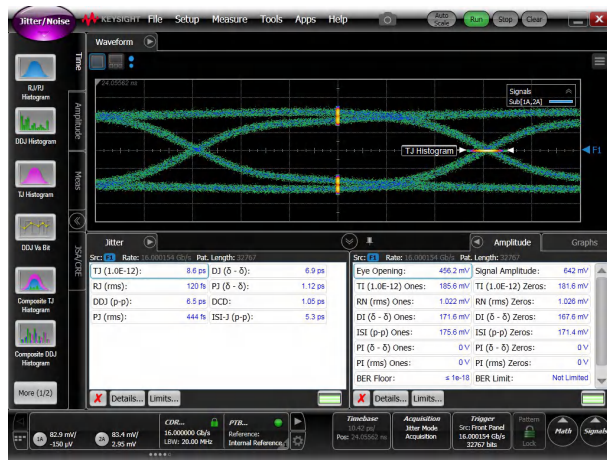 Jitter/Noise
KEYSIGHT File Setup Measure Tools Apps Help
Auto Scale
Run Stop Clear
Waveform
Time
Amplitude
Meas
JSA/CRE
RJ/PJ
Histogram
DDJ Histogram
TJ Histogram
DDJ Vs Bit
Composite TJ
Histogram
Composite DDJ
Histogram
More (1/2)
24.05562 ns
Signals
Sub[1A,2A]
TJ Histogram
F1
Jitter
Src: F1 Rate: 16.000154 Gb/s Pat. Length: 32767
TJ (1.0E-12): 8.6 ps DJ (δ - δ): 6.9 ps
RJ (rms): 120 fs PJ (δ - δ): 1.12 ps
DDJ (p-p): 6.5 ps DCD: 1.05 ps
PJ (rms): 444 fs ISI-J (p-p): 5.3 ps
Details... Limits...
Amplitude Graphs
Src: F1 Rate: 16.000154 Gb/s Pat. Length: 32767
Eye Opening: 456.2 mV Signal Amplitude: 642 mV
TI (1.0E-12) Ones: 185.6 mV TI (1.0E-12) Zeros: 181.6 mV
RN (rms) Ones: 1.022 mV RN (rms) Zeros: 1.026 mV
DI (δ - δ) Ones: 171.6 mV DI (δ - δ) Zeros: 167.6 mV
ISI (p-p) Ones: 175.6 mV ISI (p-p) Zeros: 171.4 mV
PI (δ - δ) Ones: 0 V PI (δ - δ) Zeros: 0 V
PI (rms) Ones: 0 V PI (rms) Zeros: 0 V
BER Floor: ≤ 1e-18 BER Limit: Not Limited
Details... Limits...
1A 82.9 mV/
-150 µV
2A 83.4 mV/
2.95 mV
CDR...
16.000000 Gb/s
LBW: 20.00 MHz
PTB...
Reference:
Internal Reference
Timebase
10.42 ps/
Pos: 24.05562 ns
Acquisition
Jitter Mode
Acquisition
Trigger
Src: Front Panel
16.000154 Gb/s
32767 bits
Pattern
Lock
Math
Signals